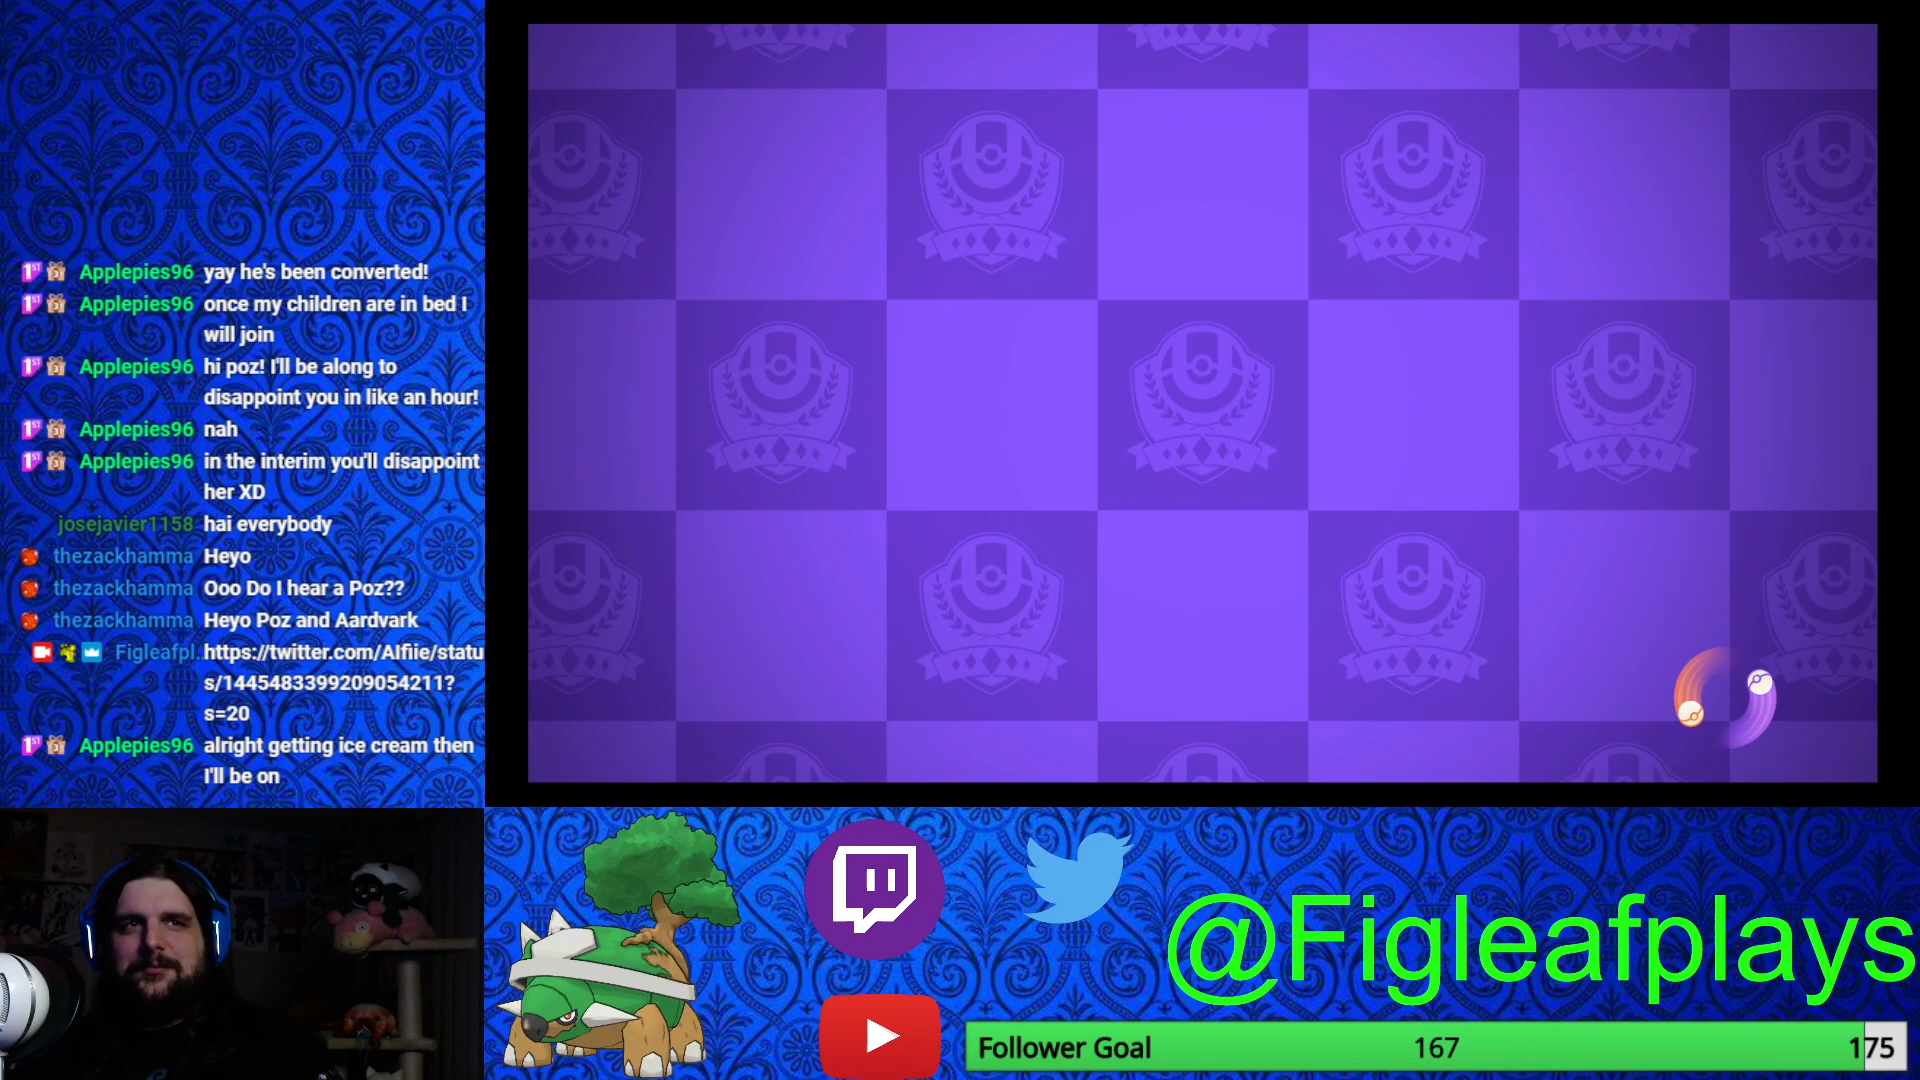 Applepies96 yay he's been converted!
Applepies96 once my children are in bed I
will join
Applepies96 hi poz! I'll be along to
disappoint you in like an hour!
Applepies96 nah
Applepies96 in the interim you'll disappoint
her XD
josejavier1158 hai everybody
thezackhamma Heyo
thezackhamma Ooo Do I hear a Poz??
thezackhamma Heyo Poz and Aardvark
Figleafpl. https://twitter.com/Alfiie/statu
s/1445483399209054211?
s=20
Applepies96 alright getting ice cream then
I'll be on
@Figleafplays
Follower Goal 167 175